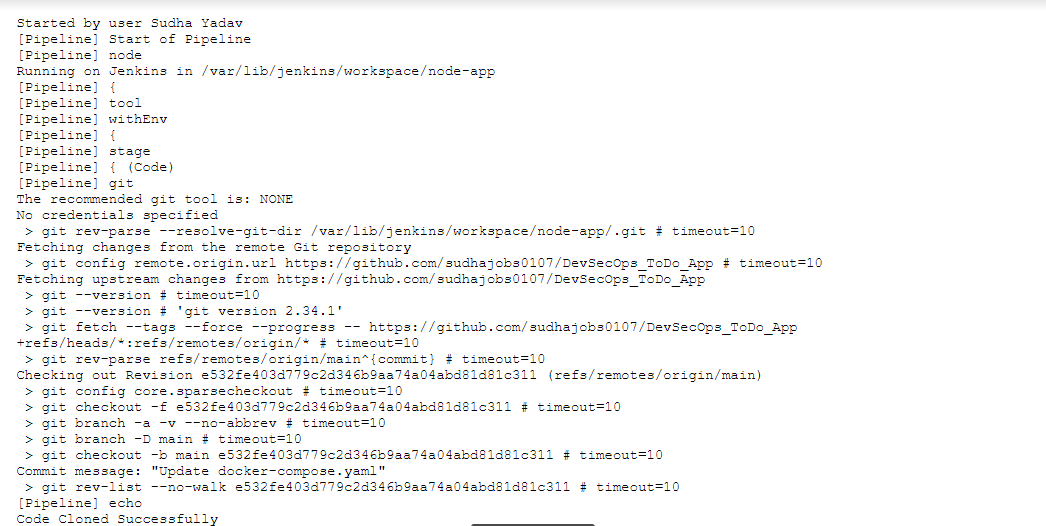 Started by user Sudha Yadav
[Pipeline] Start of Pipeline
[Pipeline] node
Running on Jenkins in /var/lib/jenkins/workspace/node-app
[Pipeline] {
[Pipeline] tool
[Pipeline] withEnv
[Pipeline] {
[Pipeline] stage
[Pipeline] { (Code)
[Pipeline] git
The recommended git tool is: NONE
No credentials specified
 > git rev-parse --resolve-git-dir /var/lib/jenkins/workspace/node-app/.git # timeout=10
Fetching changes from the remote Git repository
 > git config remote.origin.url https://github.com/sudhajobs0107/DevSecOps_ToDo_App # timeout=10
Fetching upstream changes from https://github.com/sudhajobs0107/DevSecOps_ToDo_App
 > git --version # timeout=10
 > git --version # 'git version 2.34.1'
 > git fetch --tags --force --progress -- https://github.com/sudhajobs0107/DevSecOps_ToDo_App
+refs/heads/*:refs/remotes/origin/* # timeout=10
 > git rev-parse refs/remotes/origin/main^{commit} # timeout=10
Checking out Revision e532fe403d779c2d346b9aa74a04abd81d81c311 (refs/remotes/origin/main)
 > git config core.sparsecheckout # timeout=10
 > git checkout -f e532fe403d779c2d346b9aa74a04abd81d81c311 # timeout=10
 > git branch -a -v --no-abbrev # timeout=10
 > git branch -D main # timeout=10
 > git checkout -b main e532fe403d779c2d346b9aa74a04abd81d81c311 # timeout=10
Commit message: "Update docker-compose.yaml"
 > git rev-list --no-walk e532fe403d779c2d346b9aa74a04abd81d81c311 # timeout=10
[Pipeline] echo
Code Cloned Successfully